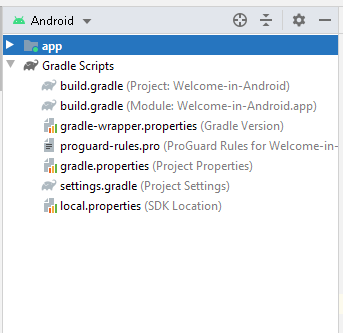 Android
app
Gradle Scripts
build.gradle (Project: Welcome-in-Android)
build.gradle (Module: Welcome-in-Android.app)
gradle-wrapper.properties (Gradle Version)
proguard-rules.pro (ProGuard Rules for Welcome-in-
gradle.properties (Project Properties)
settings.gradle (Project Settings)
local.properties (SDK Location)